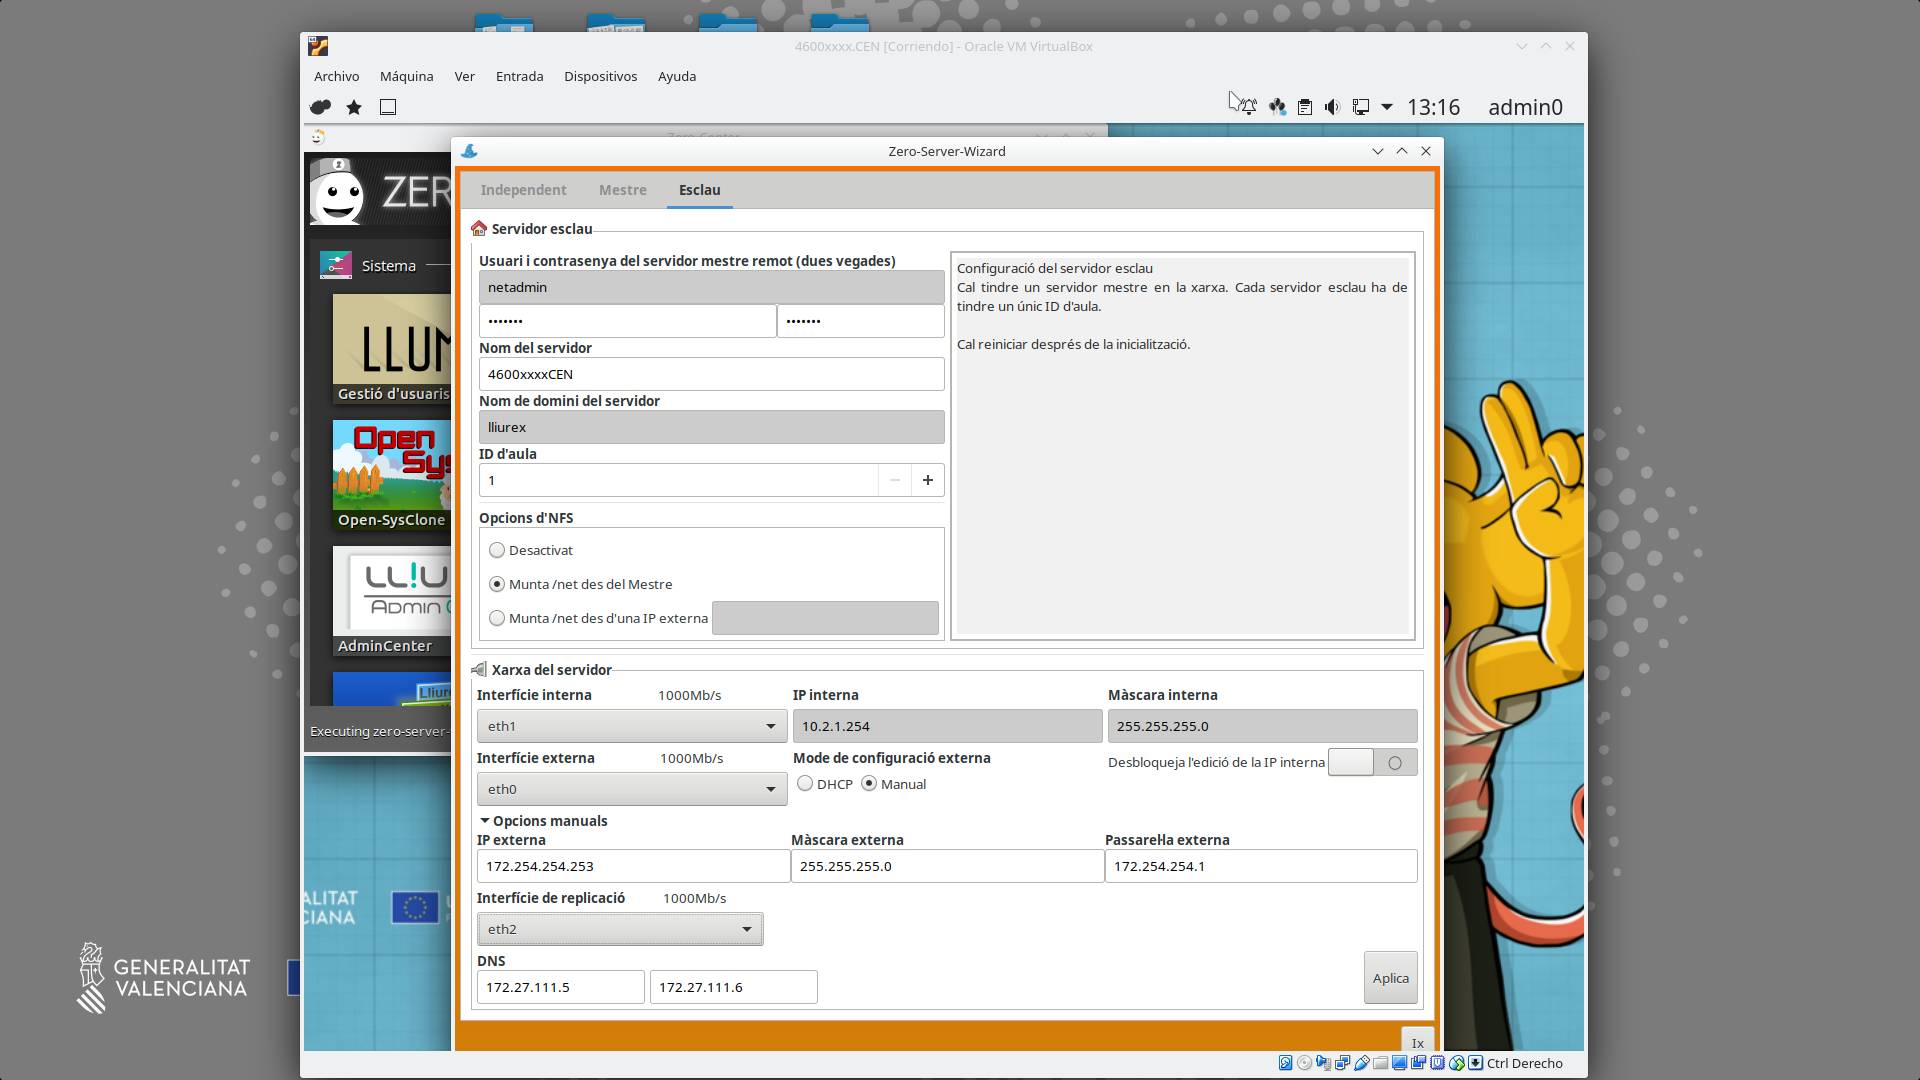 4600xxxx.CEN [Corriendo] - Oracle VM VirtualBox
Archivo Máquina Ver Entrada Dispositivos Ayuda
13:16 admin0
Zero-Center
Zero-Server-Wizard
ZER
Independent Mestre Esclau
Servidor esclau
Usuari i contrasenya del servidor mestre remot (dues vegades)
netadmin
••••••• •••••••
Nom del servidor
4600xxxxCEN
Nom de domini del servidor
lliurex
ID d'aula
1
Opcions d'NFS
Desactivat
Munta /net des del Mestre
Munta /net des d'una IP externa
Configuració del servidor esclau
Cal tindre un servidor mestre en la xarxa. Cada servidor esclau ha de
tindre un únic ID d'aula.
Cal reiniciar després de la inicialització.
Sistema
LLUM
Gestió d'usuaris
Open
Sys
Open-SysClone
LL!U
Admin
AdminCenter
Lliure
Executing zero-server-
Xarxa del servidor
Interfície interna 1000Mb/s IP interna Màscara interna
eth1 10.2.1.254 255.255.255.0
Interfície externa 1000Mb/s Mode de configuració externa Desbloqueja l'edició de la IP interna
eth0 DHCP Manual
Opcions manuals
IP externa Màscara externa Passarel·la externa
172.254.254.253 255.255.255.0 172.254.254.1
Interfície de replicació 1000Mb/s
eth2
DNS
172.27.111.5 172.27.111.6 Aplica
Ix
ALITAT
CIANA
GENERALITAT
VALENCIANA
Ctrl Derecho